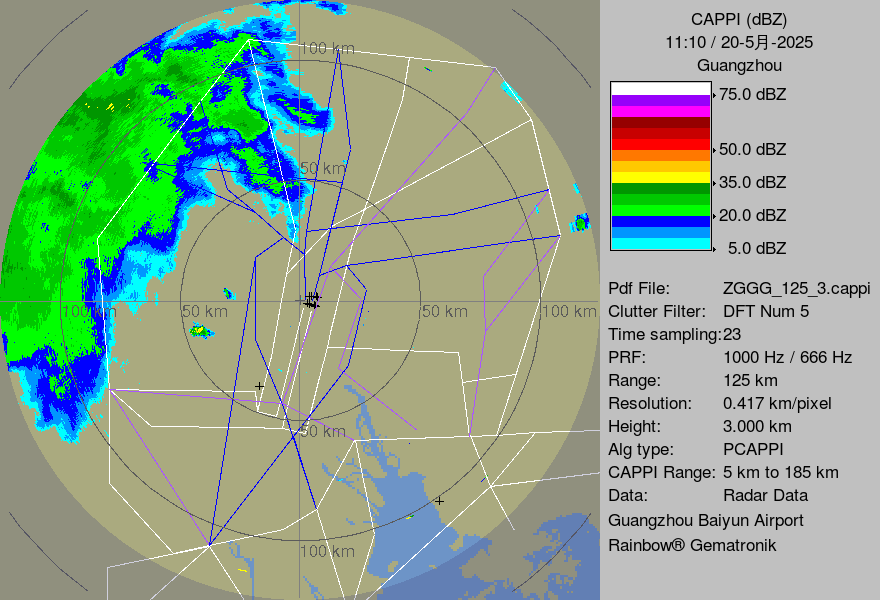 CAPPI (dBZ)
11:10 / 20-5月-2025
Guangzhou
75.0 dBZ
50.0 dBZ
35.0 dBZ
20.0 dBZ
5.0 dBZ
100 km
50 km
100 km
50 km
50 km
100 km
50 km
100 km
Pdf File: ZGGG_125_3.cappi
Clutter Filter: DFT Num 5
Time sampling:23
PRF: 1000 Hz / 666 Hz
Range: 125 km
Resolution: 0.417 km/pixel
Height: 3.000 km
Alg type: PCAPPI
CAPPI Range: 5 km to 185 km
Data: Radar Data
Guangzhou Baiyun Airport
Rainbow® Gematronik